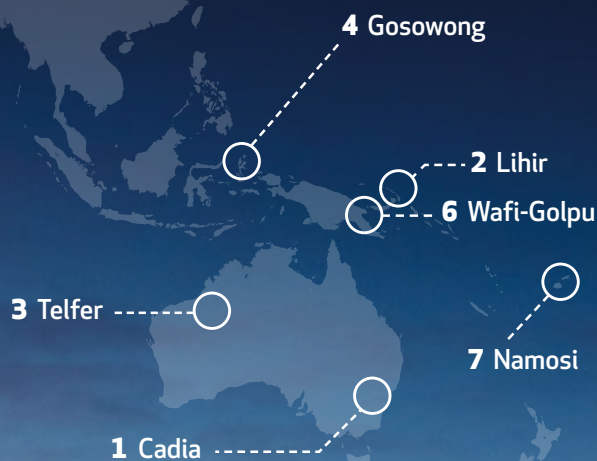 4 Gosowong
2 Lihir
6 Wafi-Golpu
3 Telfer
7 Namosi
1 Cadia